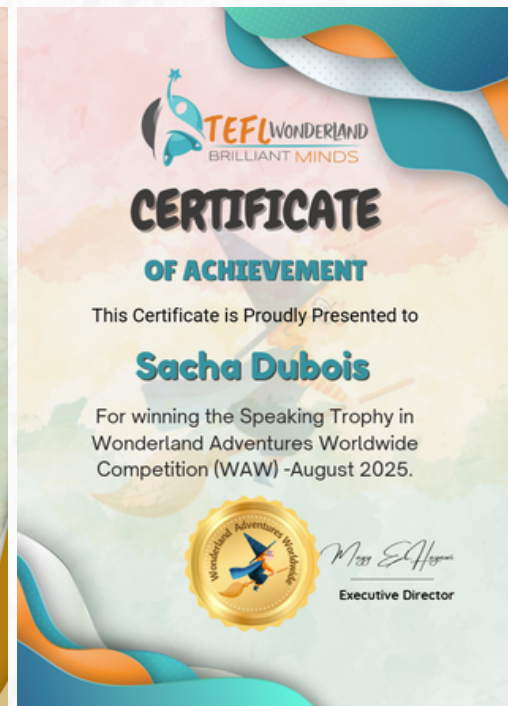 TEFL WONDERLAND
BRILLIANT MINDS
CERTIFICATE
OF ACHIEVEMENT
This Certificate is Proudly Presented to
Sacha Dubois
For winning the Speaking Trophy in
Wonderland Adventures Worldwide
Competition (WAW) -August 2025.
Wonderland Adventures Worldwide
Executive Director